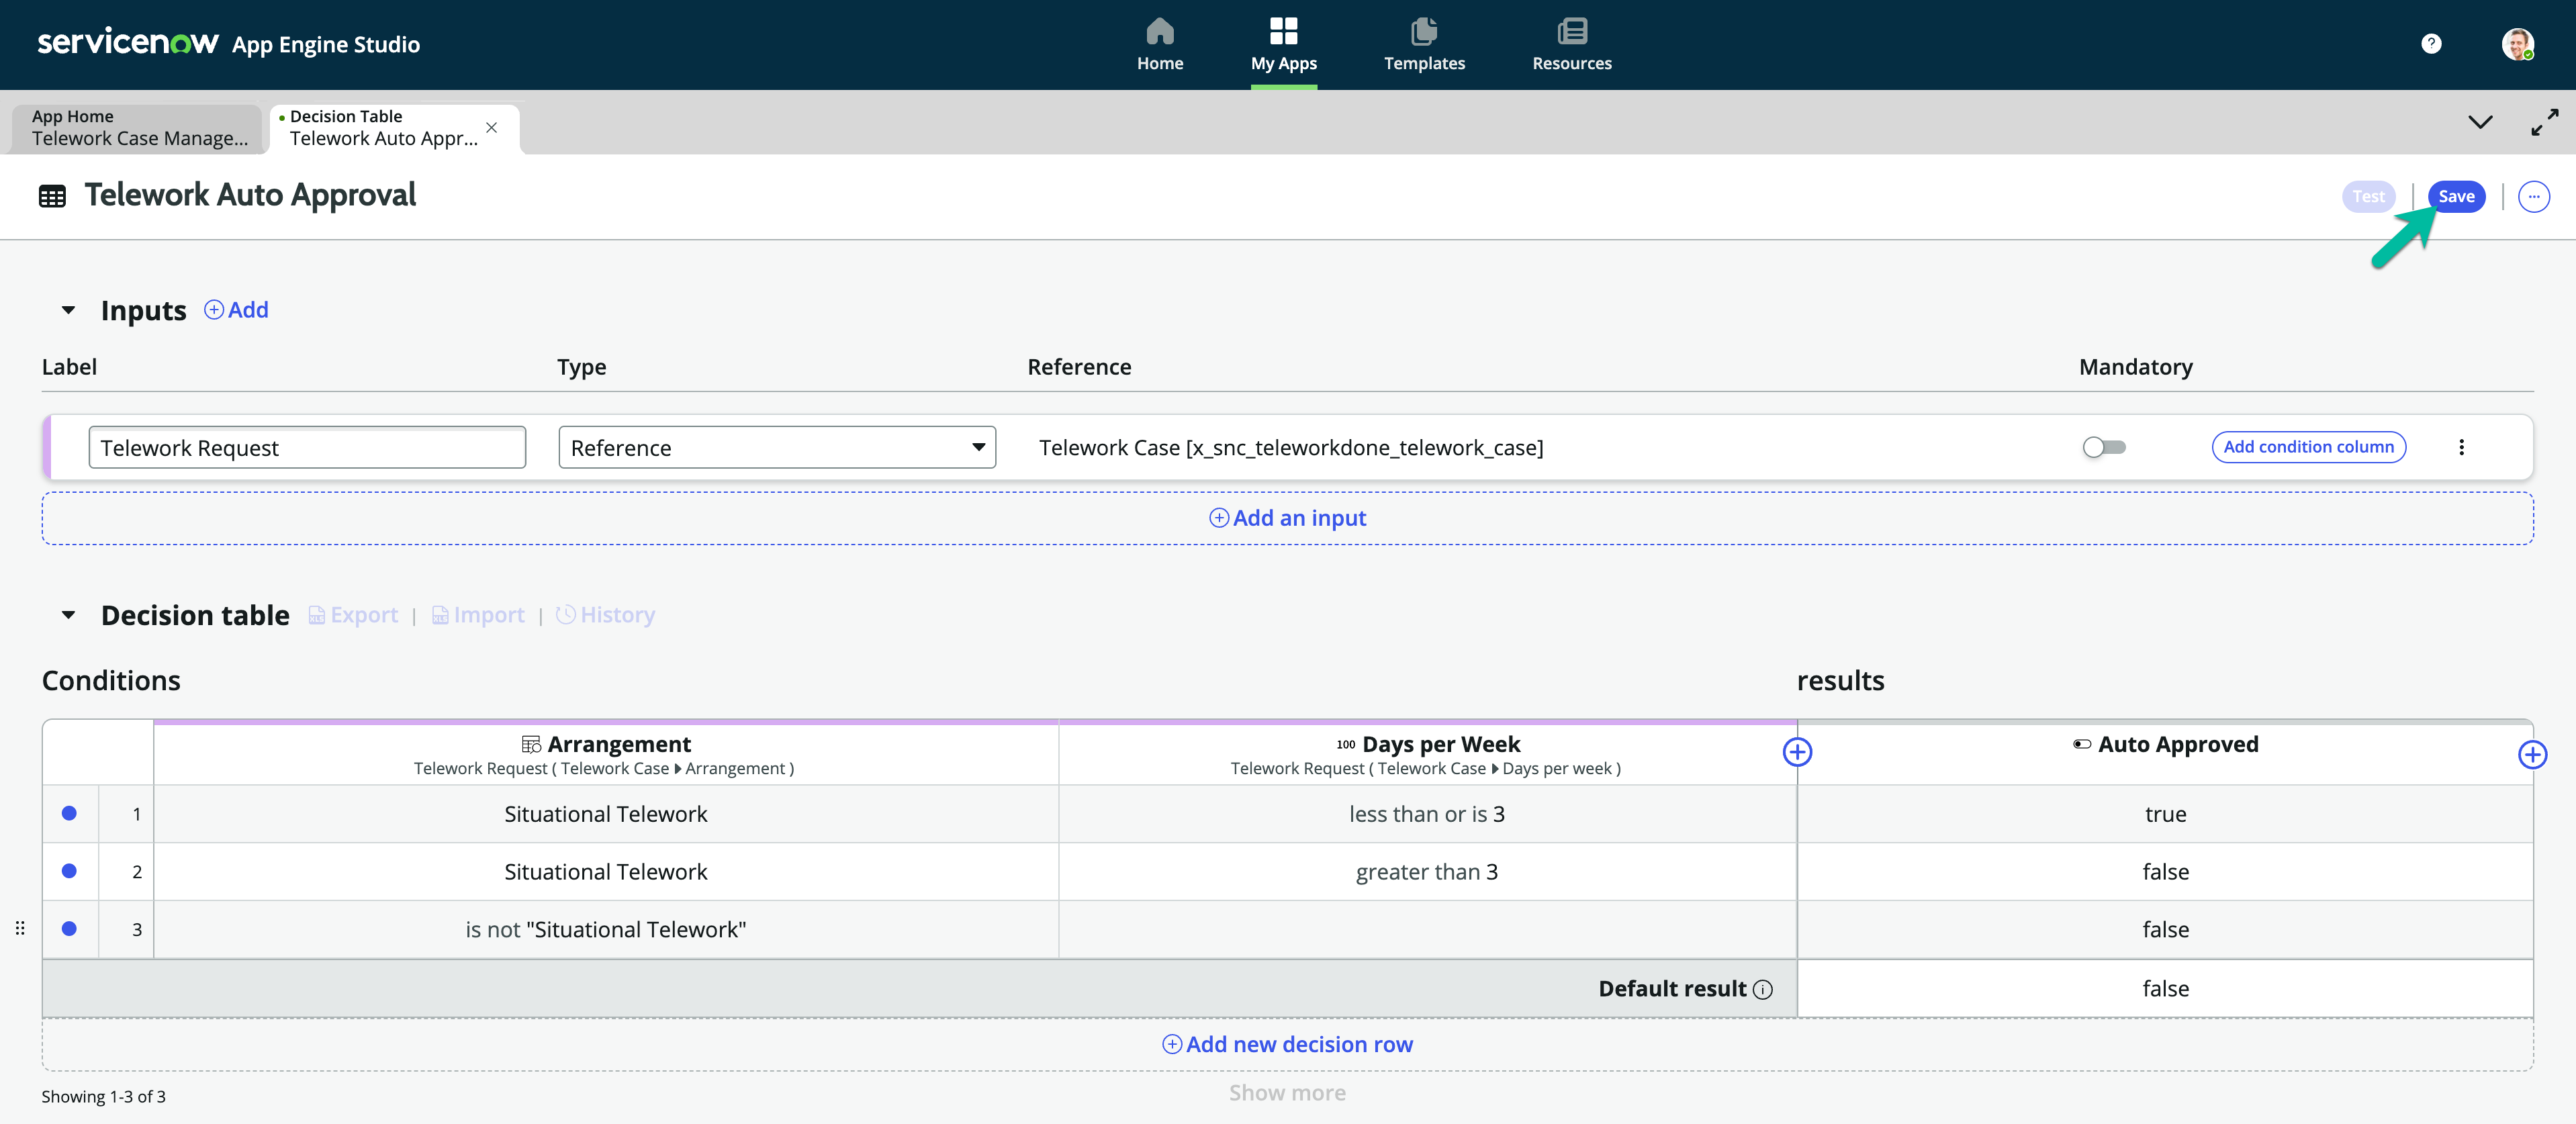 servicenow App Engine Studio
Home
My Apps
Templates
Resources
?
App Home
Telework Case Manage...
Decision Table
Telework Auto Appr...
Telework Auto Approval
Test
Save
Inputs
Add
Label
Type
Reference
Mandatory
Telework Request
Reference
Telework Case [x_snc_teleworkdone_telework_case]
Add condition column
Add an input
Decision table
Export | Import | History
Conditions
results
Arrangement
Telework Request ( Telework Case Arrangement )
100 Days per Week
Telework Request ( Telework Case Days per week )
Auto Approved
1 Situational Telework less than or is 3 true
2 Situational Telework greater than 3 false
3 is not "Situational Telework" false
Default result false
Add new decision row
Show more
Showing 1-3 of 3